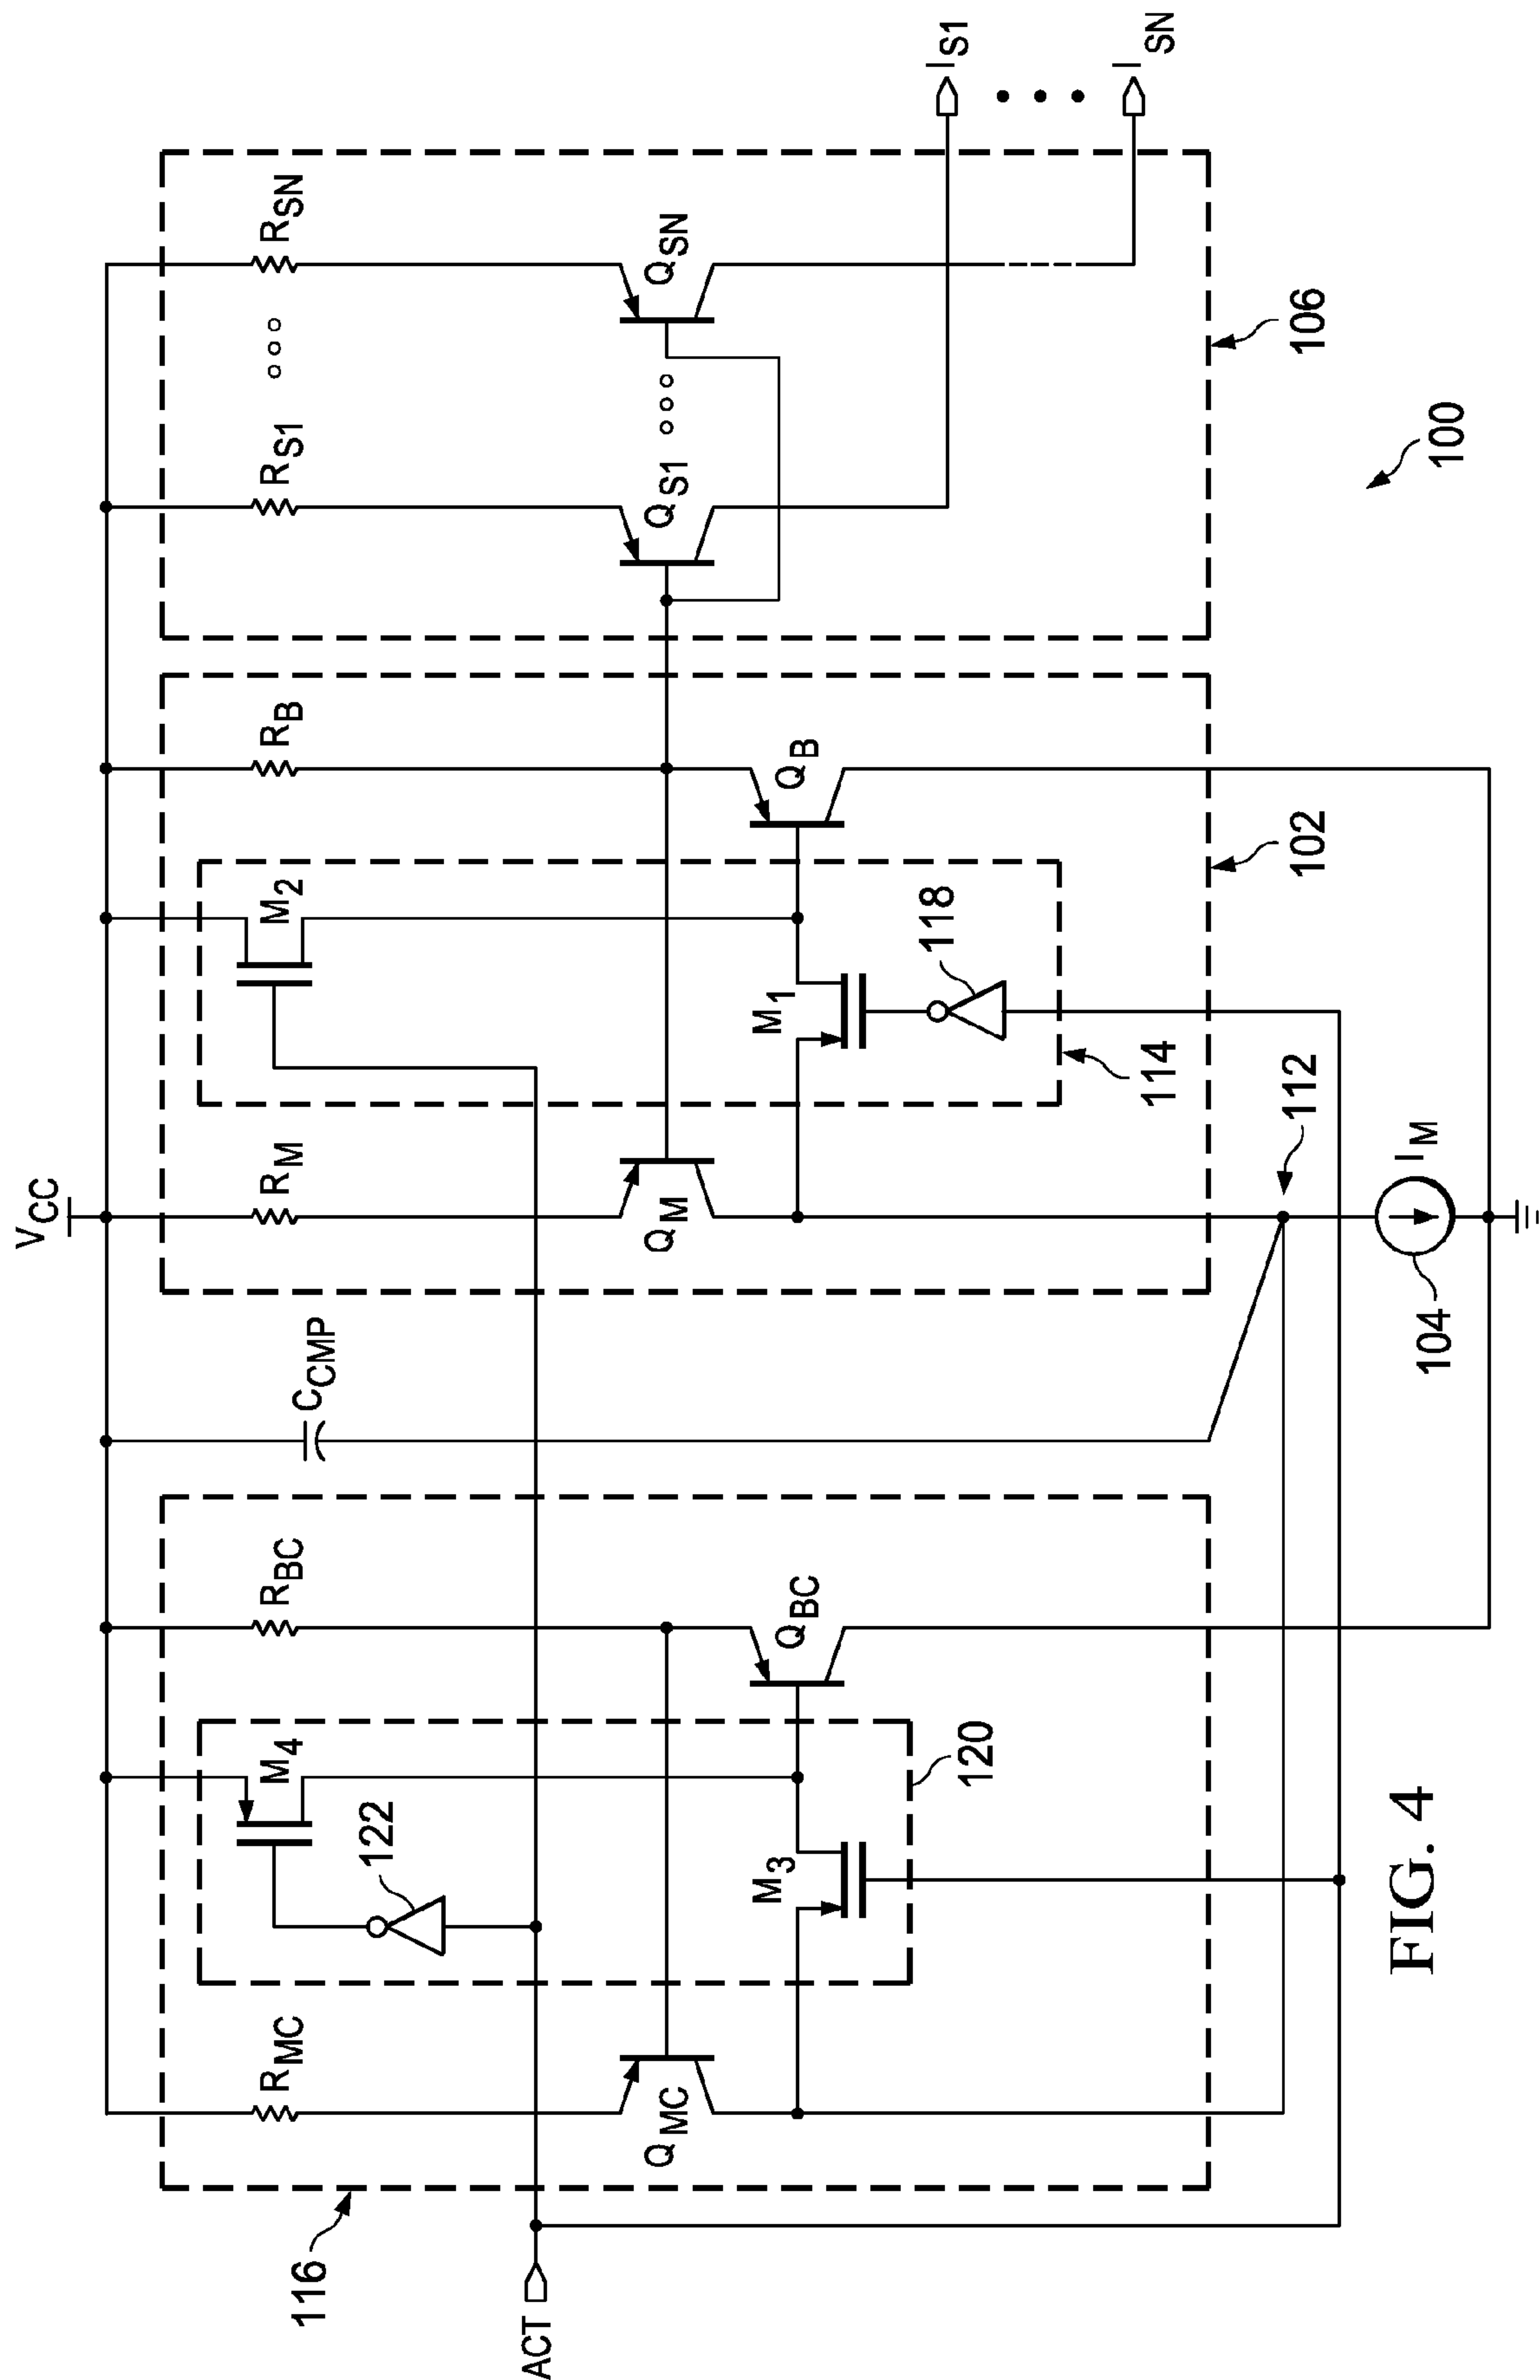 V_CC
R_MC
R_BC
C_CMP
R_M
R_B
R_S1
R_SN
M_4
M_2
122
Q_MC
Q_M
Q_S1
Q_SN
M_3
Q_BC
M_1
Q_B
118
120
114
116
102
106
112
ACT
104
I_M
I_S1
I_SN
100
FIG. 4